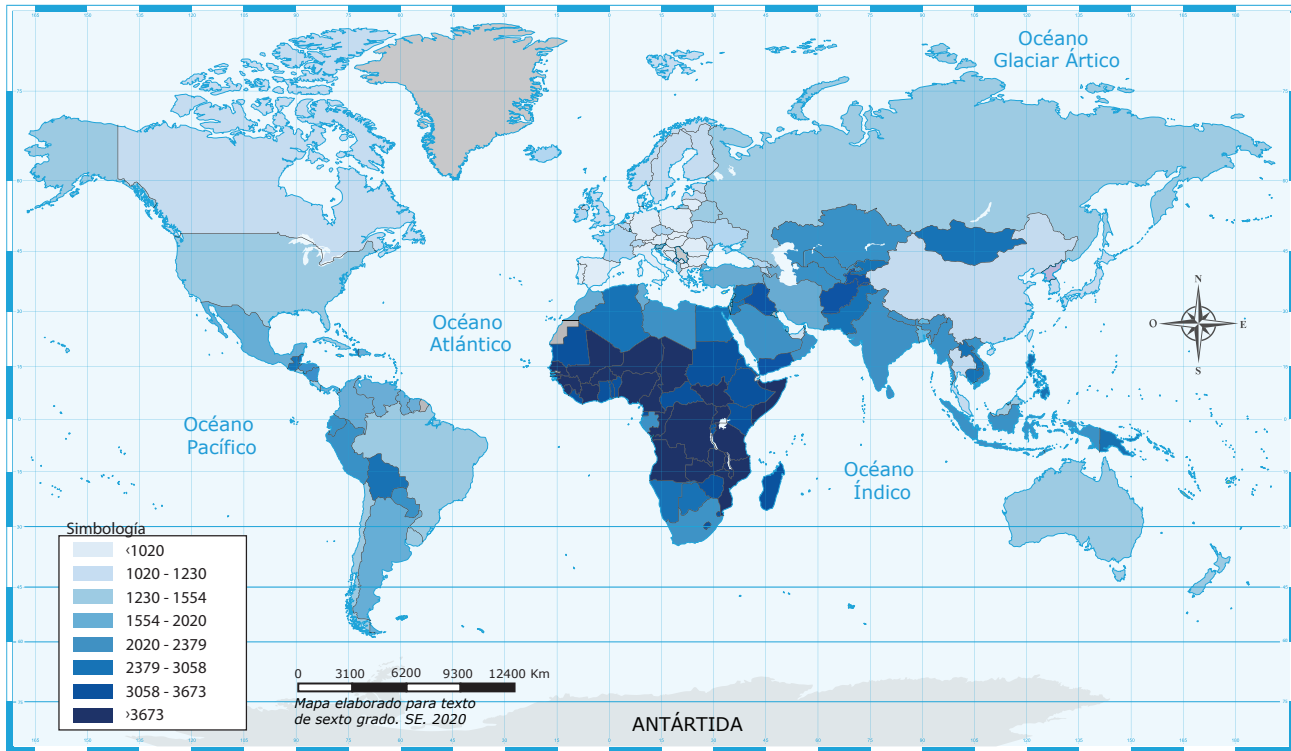 Océano
Glaciar Ártico
Océano
Atlántico
Océano
Pacífico
Océano
Índico
N
O
E
S
Simbología
‹1020
1020 - 1230
1230 - 1554
1554 - 2020
2020 - 2379
2379 - 3058
3058 - 3673
›3673
0 3100 6200 9300 12400 Km
Mapa elaborado para texto
de sexto grado. SE. 2020
ANTÁRTIDA